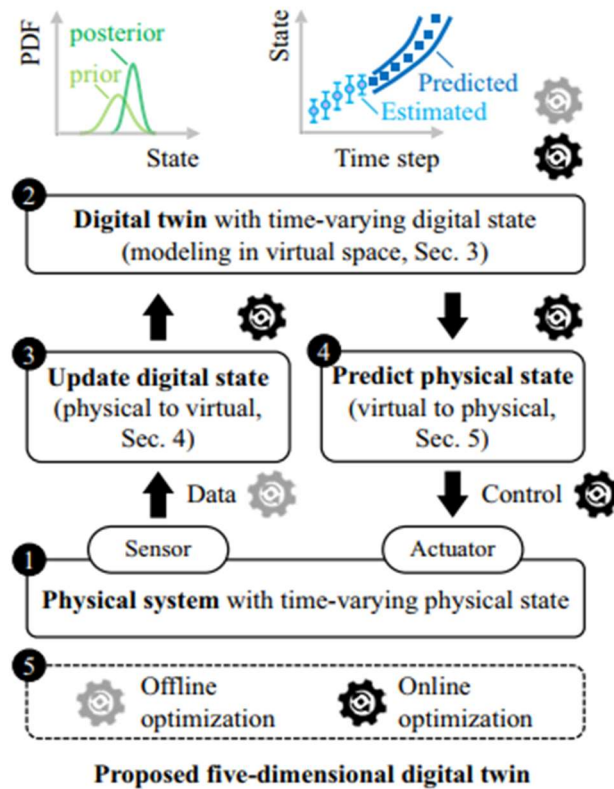 PDF
posterior
prior
State
State
Predicted
Estimated
Time step
2
Digital twin with time-varying digital state
(modeling in virtual space, Sec. 3)
3
Update digital state
(physical to virtual,
Sec. 4)
4
Predict physical state
(virtual to physical,
Sec. 5)
Data
Control
Sensor
Actuator
1
Physical system with time-varying physical state
5
Offline
optimization
Online
optimization
Proposed five-dimensional digital twin